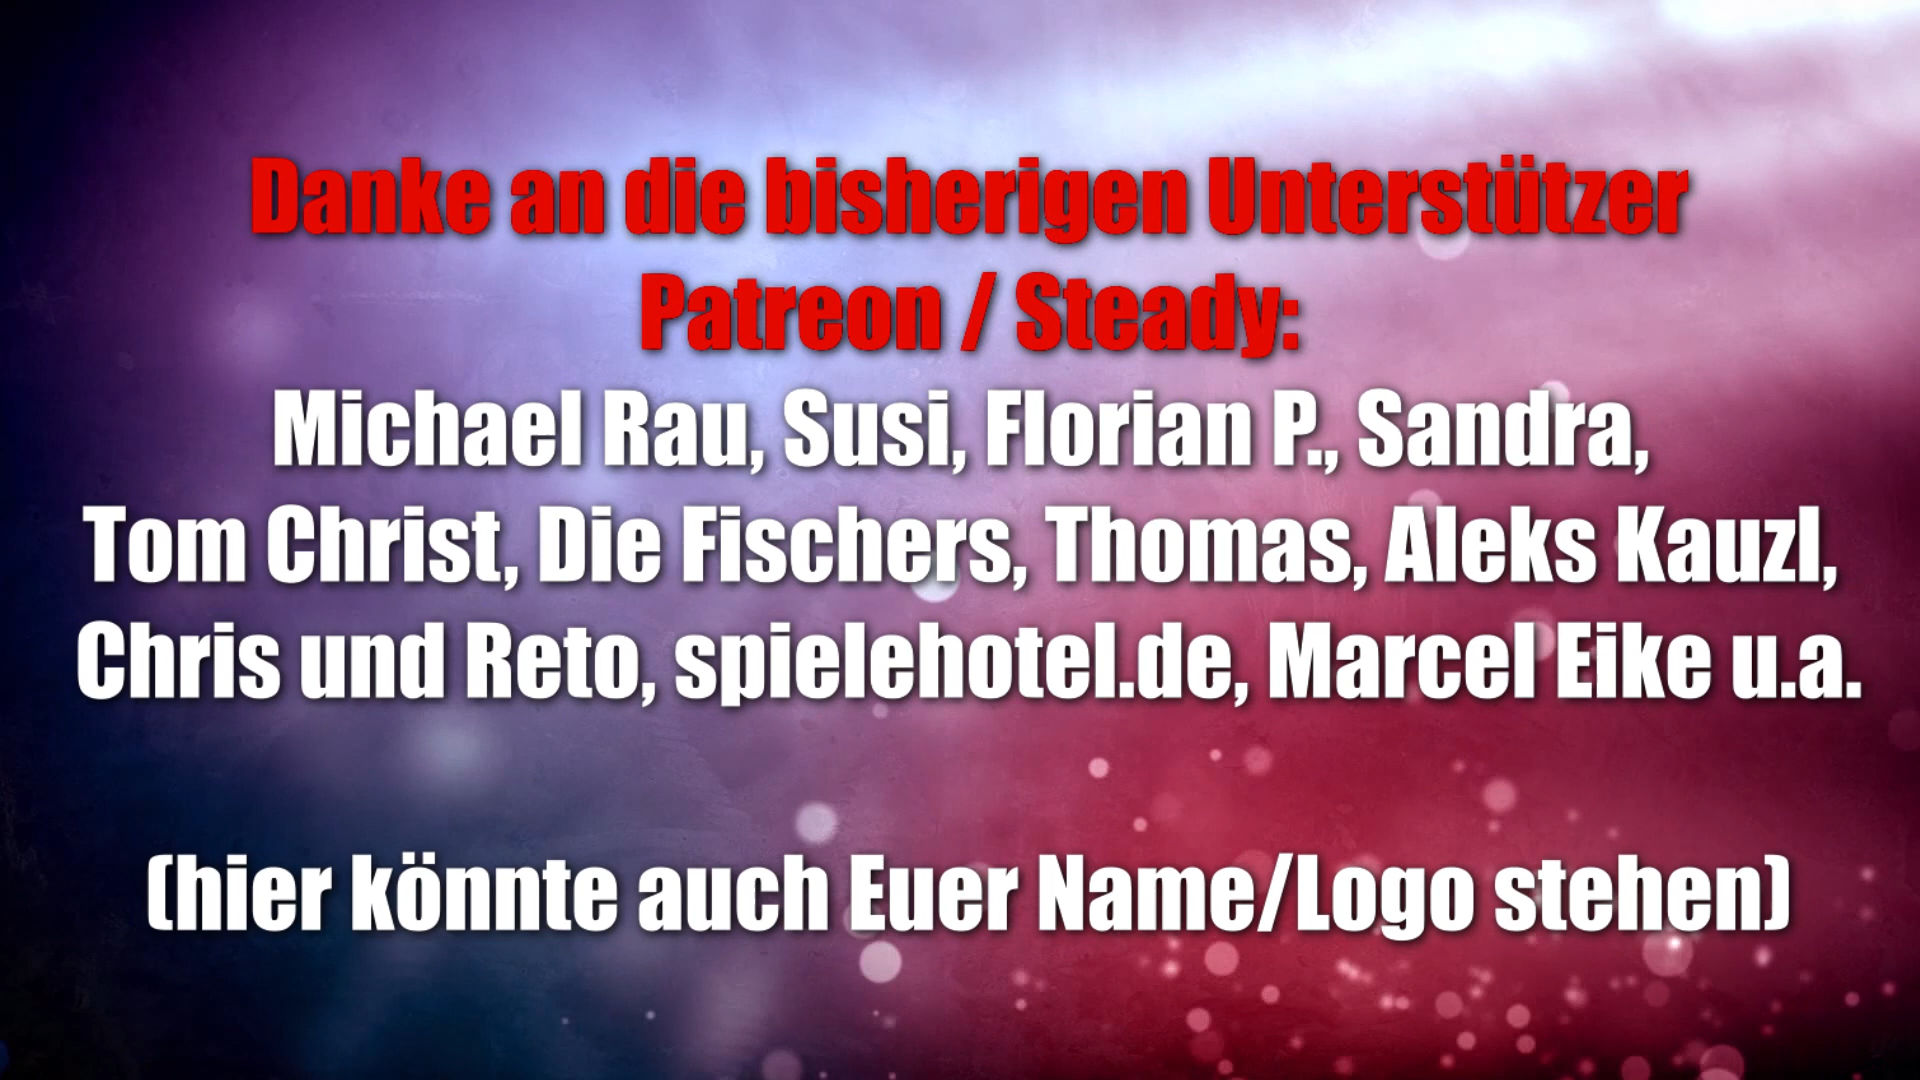 Danke an die bisherigen Unterstützer
Patreon / Steady:
Michael Rau, Susi, Florian P., Sandra,
Tom Christ, Die Fischers, Thomas, Aleks Kauzl,
Chris und Reto, spielehotel.de, Marcel Eike u.a.
(hier könnte auch Euer Name/Logo stehen)